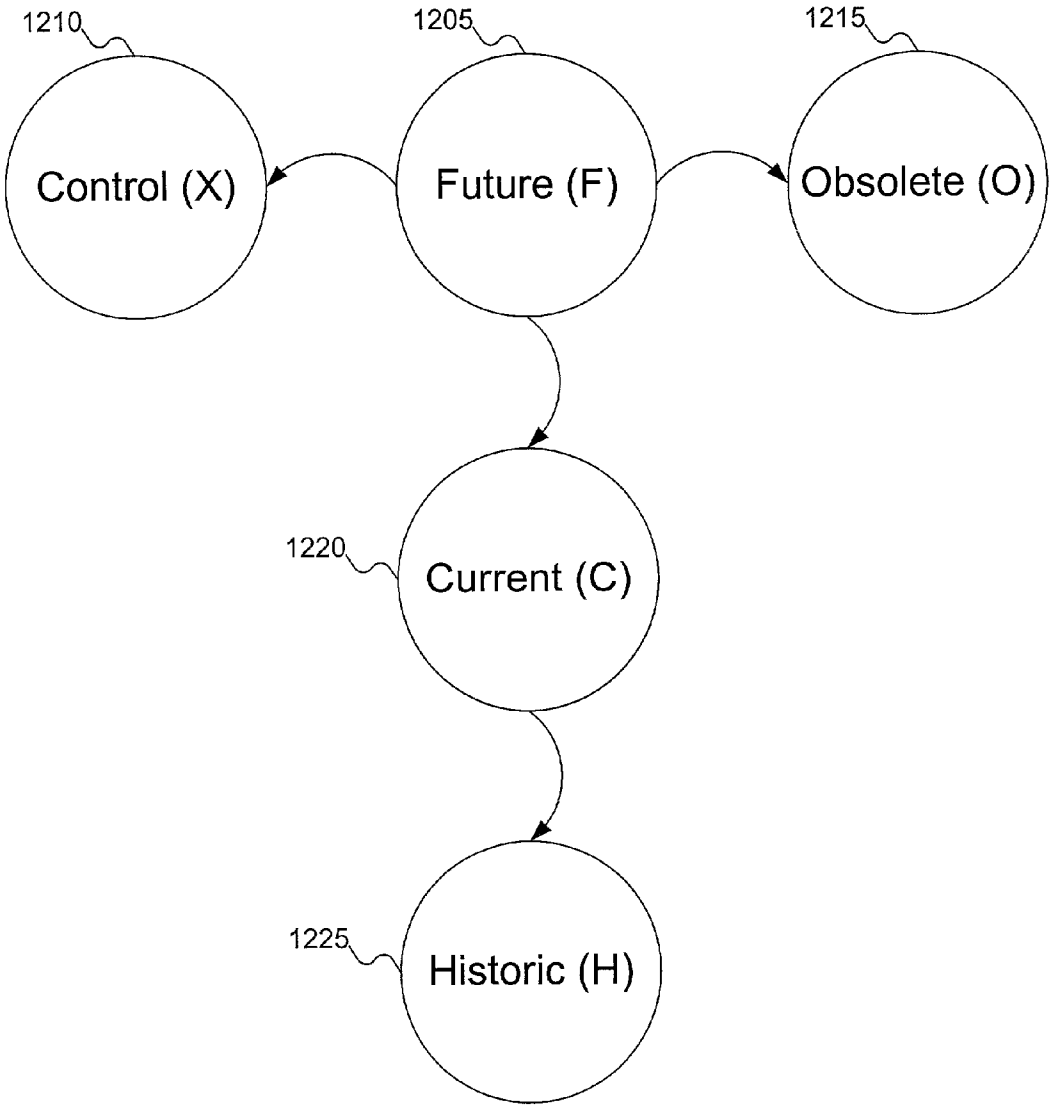 1210
1205
1215
Control (X)
Future (F)
Obsolete (O)
1220
Current (C)
1225
Historic (H)